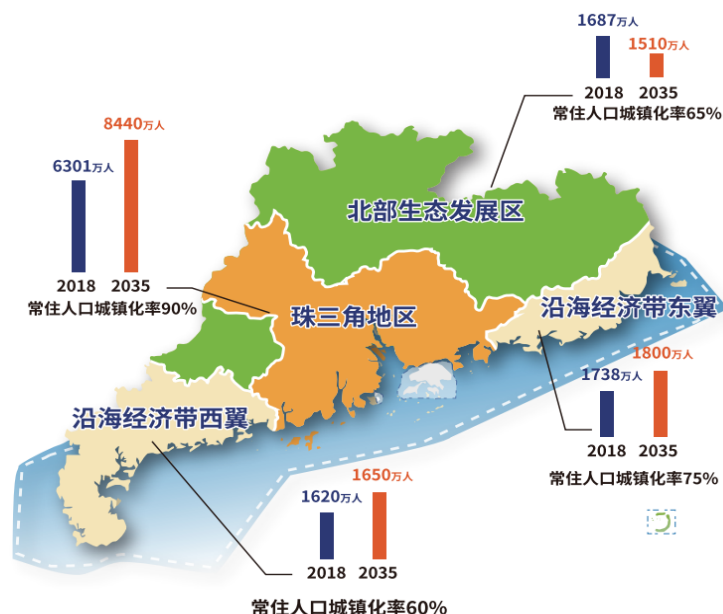 1687万人
1510万人
2018
2035
常住人口城镇化率65%
8440万人
6301万人
2018
2035
常住人口城镇化率90%
北部生态发展区
珠三角地区
沿海经济带东翼
沿海经济带西翼
1800万人
1738万人
2018
2035
常住人口城镇化率75%
1650万人
1620万人
2018
2035
常住人口城镇化率60%